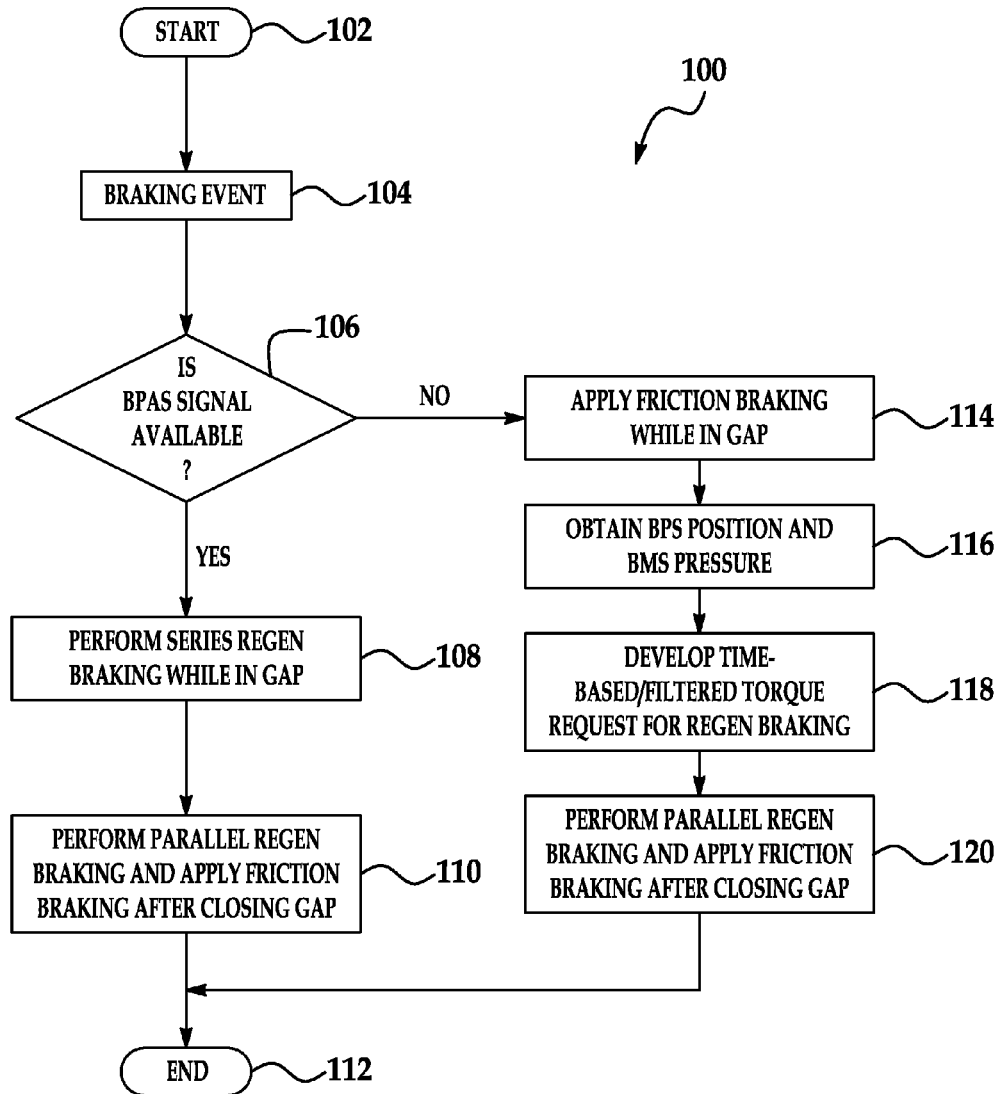 START
102
100
BRAKING EVENT
104
106
IS
BPAS SIGNAL
AVAILABLE
?
NO
YES
APPLY FRICTION BRAKING
WHILE IN GAP
114
OBTAIN BPS POSITION AND
BMS PRESSURE
116
PERFORM SERIES REGEN
BRAKING WHILE IN GAP
108
DEVELOP TIME-
BASED/FILTERED TORQUE
REQUEST FOR REGEN BRAKING
118
PERFORM PARALLEL REGEN
BRAKING AND APPLY FRICTION
BRAKING AFTER CLOSING GAP
110
PERFORM PARALLEL REGEN
BRAKING AND APPLY FRICTION
BRAKING AFTER CLOSING GAP
120
END
112